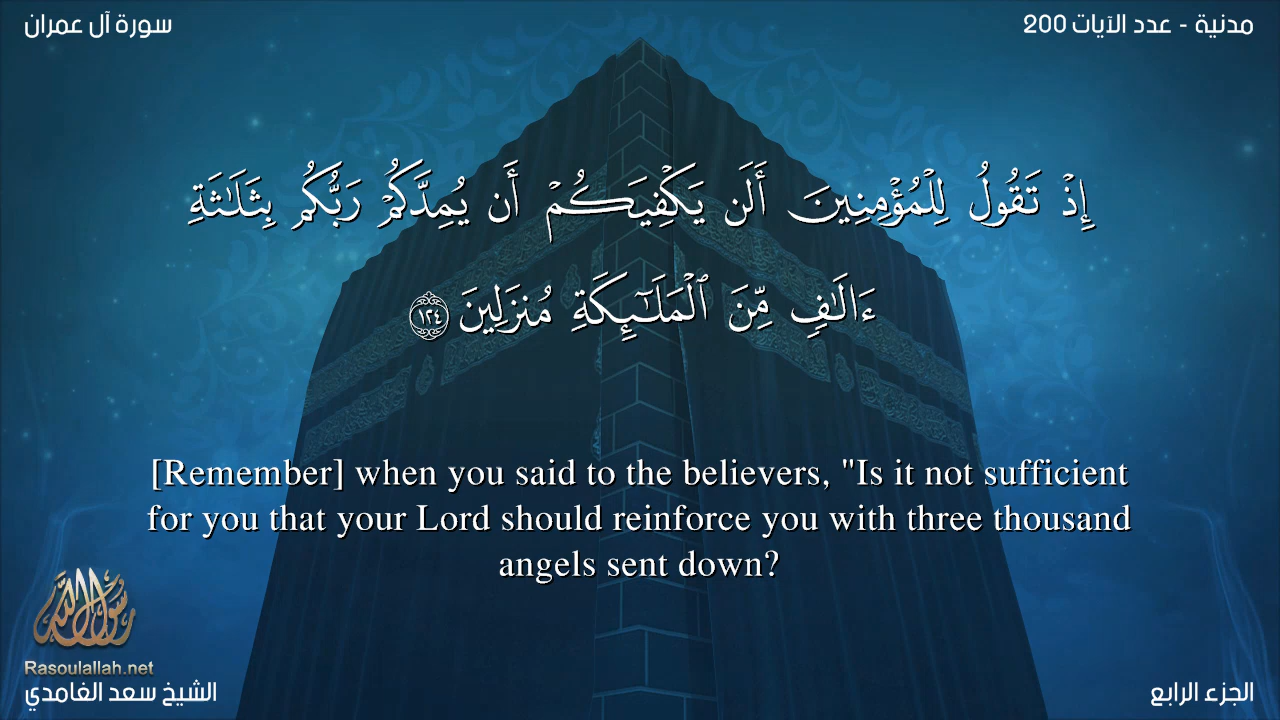 سورة آل عمران
مدنية - عدد الآيات 200
إِذْ تَقُولُ لِلْمُؤْمِنِينَ أَلَن يَكْفِيَكُمْ أَن يُمِدَّكُمْ رَبُّكُم بِثَلَٰثَةِ
ءَالَٰفٍ مِّنَ ٱلْمَلَٰٓئِكَةِ مُنزَلِينَ ١٢٤
[Remember] when you said to the believers, "Is it not sufficient
for you that your Lord should reinforce you with three thousand
angels sent down?
رسول الله
Rasoulallah.net
الشيخ سعد الغامدي
الجزء الرابع